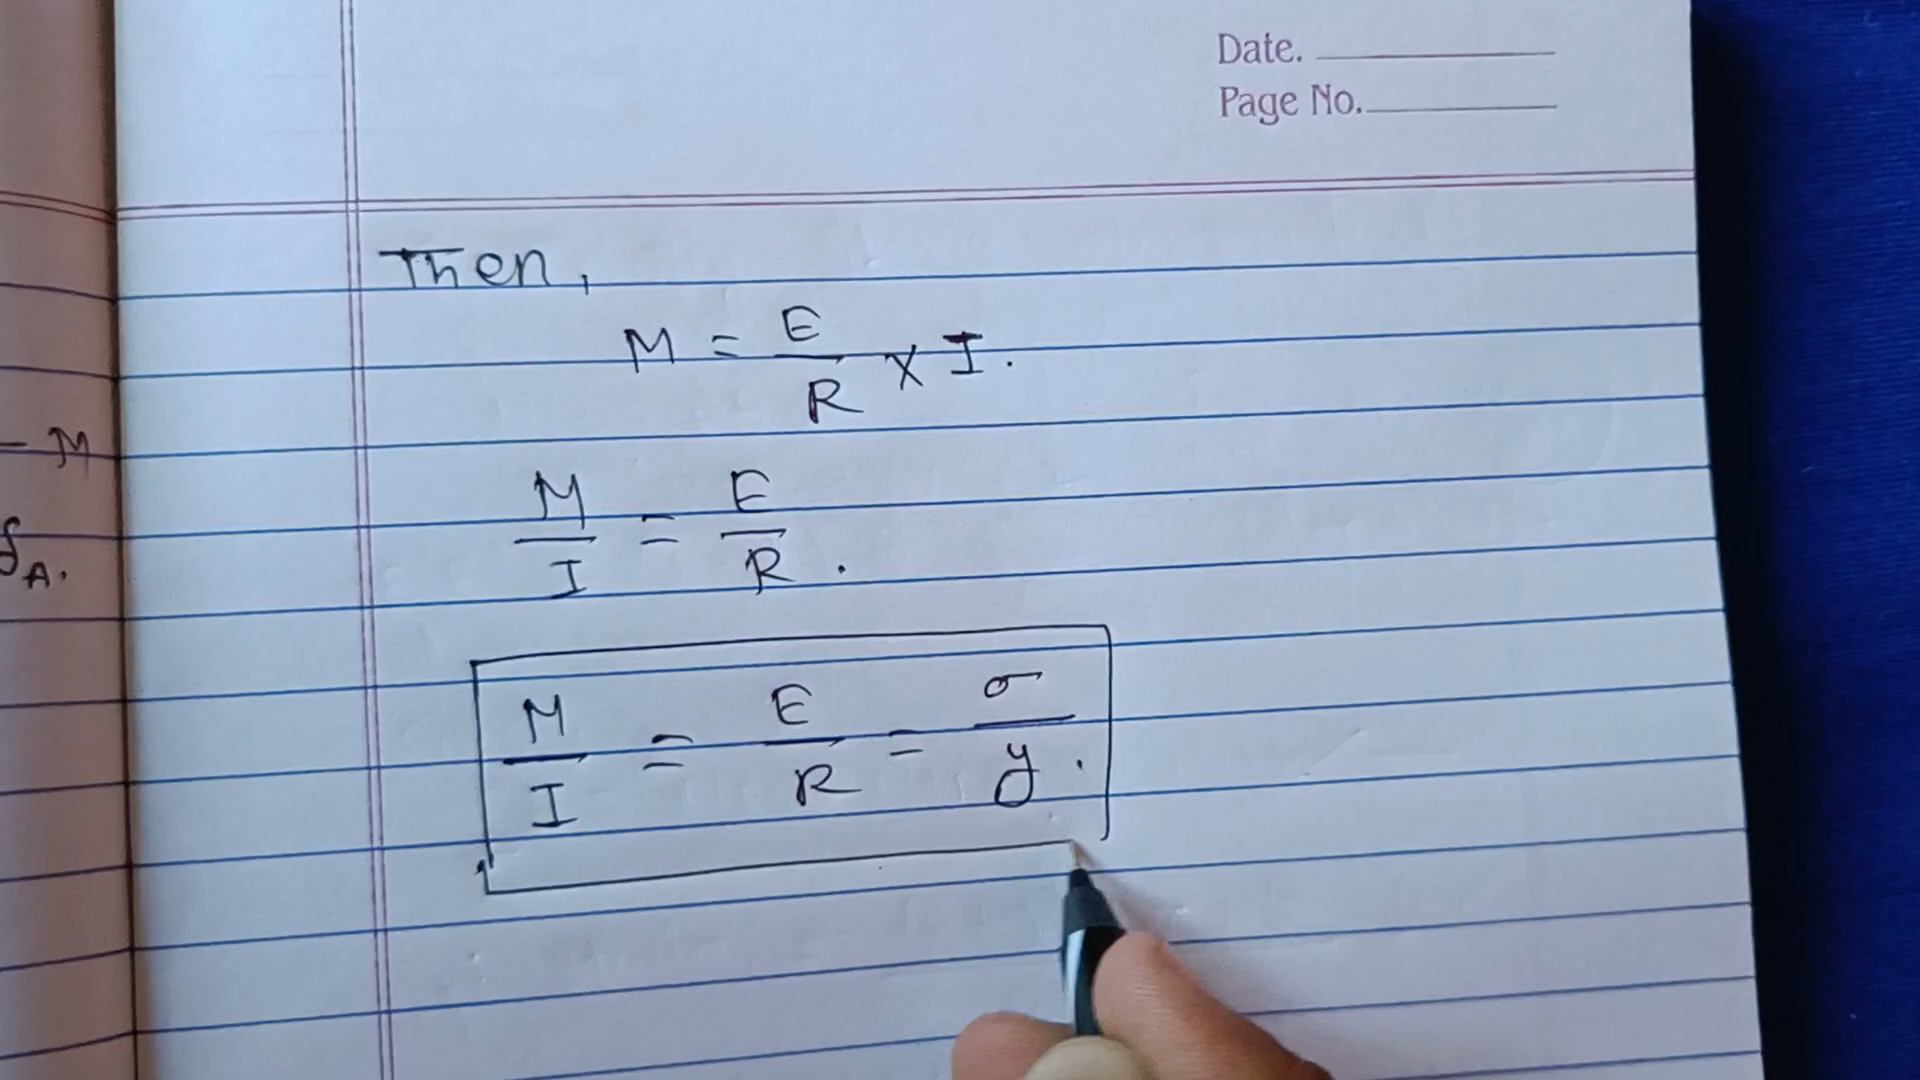 Date.
Page No.
Then,
M = E/R × I.
M/I = E/R.
M/I = E/R = σ/y.
– M
A.